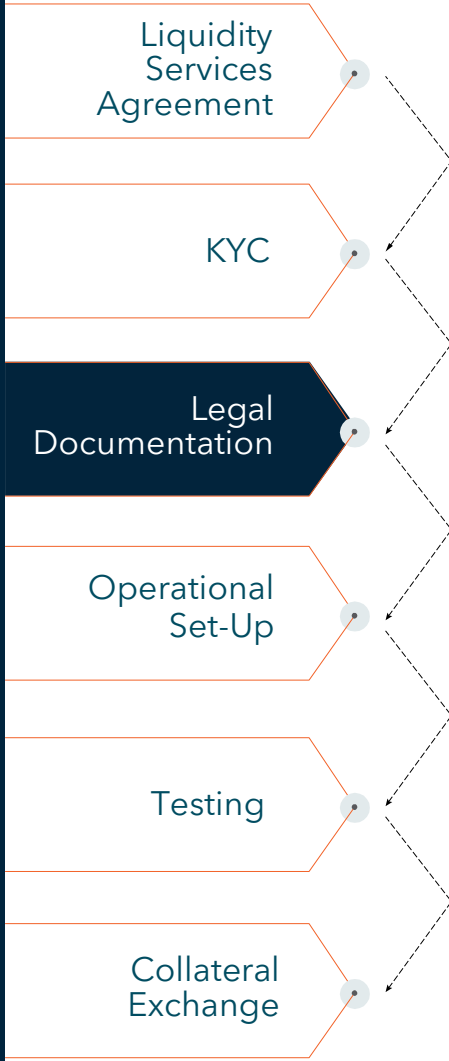 Liquidity
Services
Agreement
KYC
Legal
Documentation
Operational
Set-Up
Testing
Collateral
Exchange